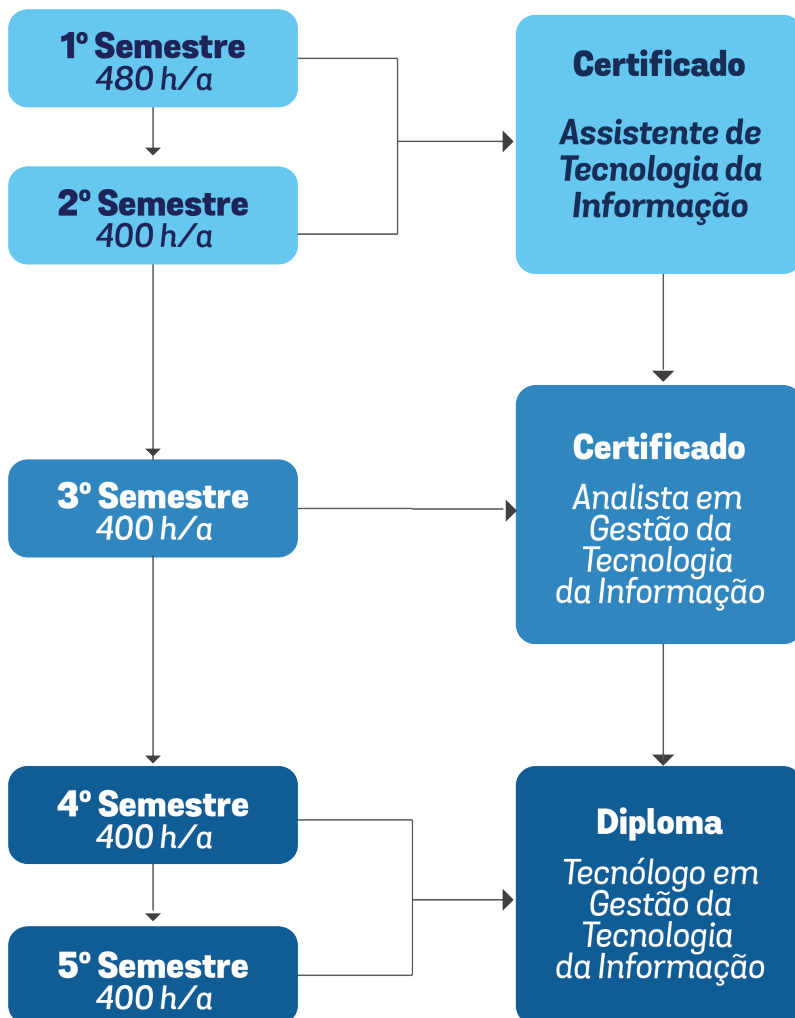 1º Semestre
480 h/a
Certificado
Assistente de
Tecnologia da
Informação
2º Semestre
400 h/a
3º Semestre
400 h/a
Certificado
Analista em
Gestão da
Tecnologia
da Informação
4º Semestre
400 h/a
Diploma
Tecnólogo em
Gestão da
Tecnologia
da Informação
5º Semestre
400 h/a